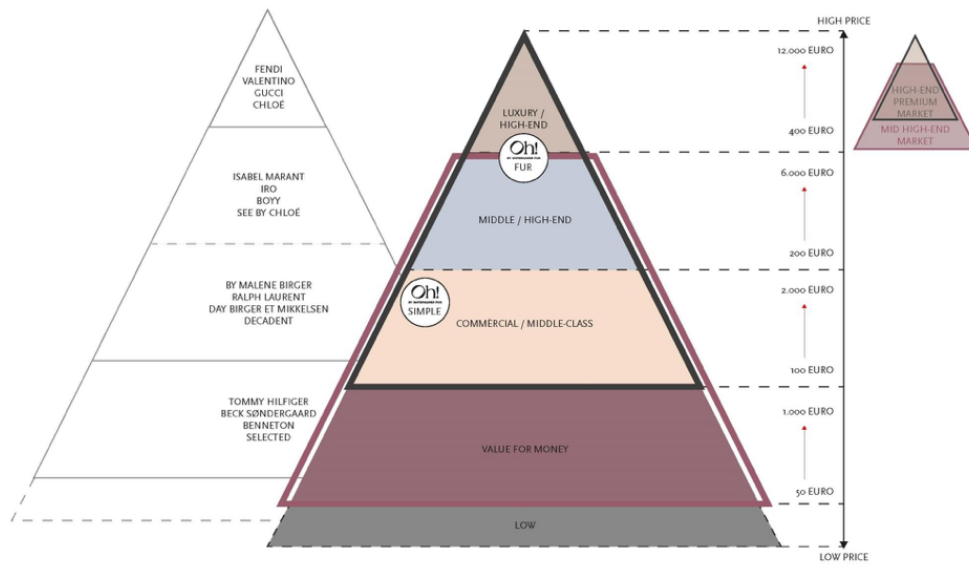 HIGH PRICE
FENDI
VALENTINO
GUCCI
CHLOÉ
ISABEL MARANT
IRO
BOYY
SEE BY CHLOÉ
BY MALENE BIRGER
RALPH LAURENT
DAY BIRGER ET MIKKELSEN
DECADENT
TOMMY HILFIGER
BECK SØNDERGAARD
BENNETON
SELECTED
LUXURY /
HIGH-END
Oh!
FUR
MIDDLE / HIGH-END
Oh!
SIMPLE
COMMERCIAL / MIDDLE-CLASS
VALUE FOR MONEY
LOW
12.000 EURO
400 EURO
6.000 EURO
200 EURO
2.000 EURO
100 EURO
1.000 EURO
50 EURO
LOW PRICE
HIGH-END
PREMIUM
MARKET
MID HIGH-END
MARKET